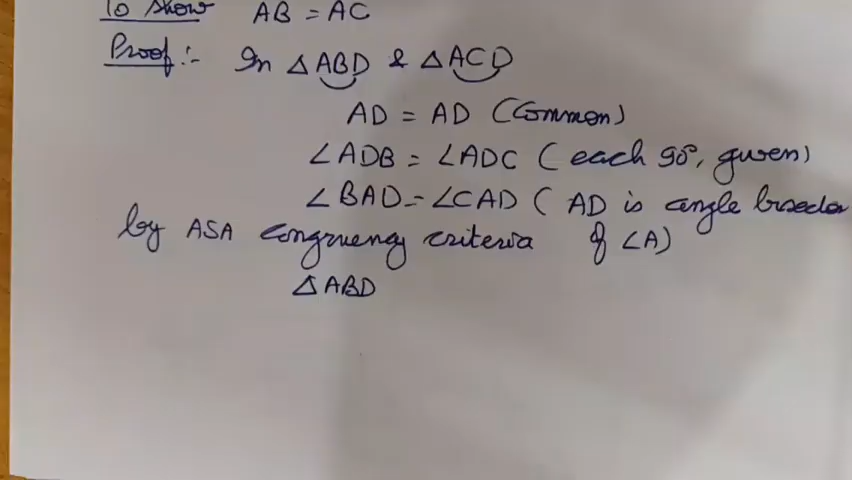 To Show AB = AC
Proof :- In △ABD & △ACD
AD = AD (Common)
∠ADB = ∠ADC (each 90°, given)
∠BAD = ∠CAD (AD is angle bisector
by ASA congruency criteria of ∠A)
△ABD